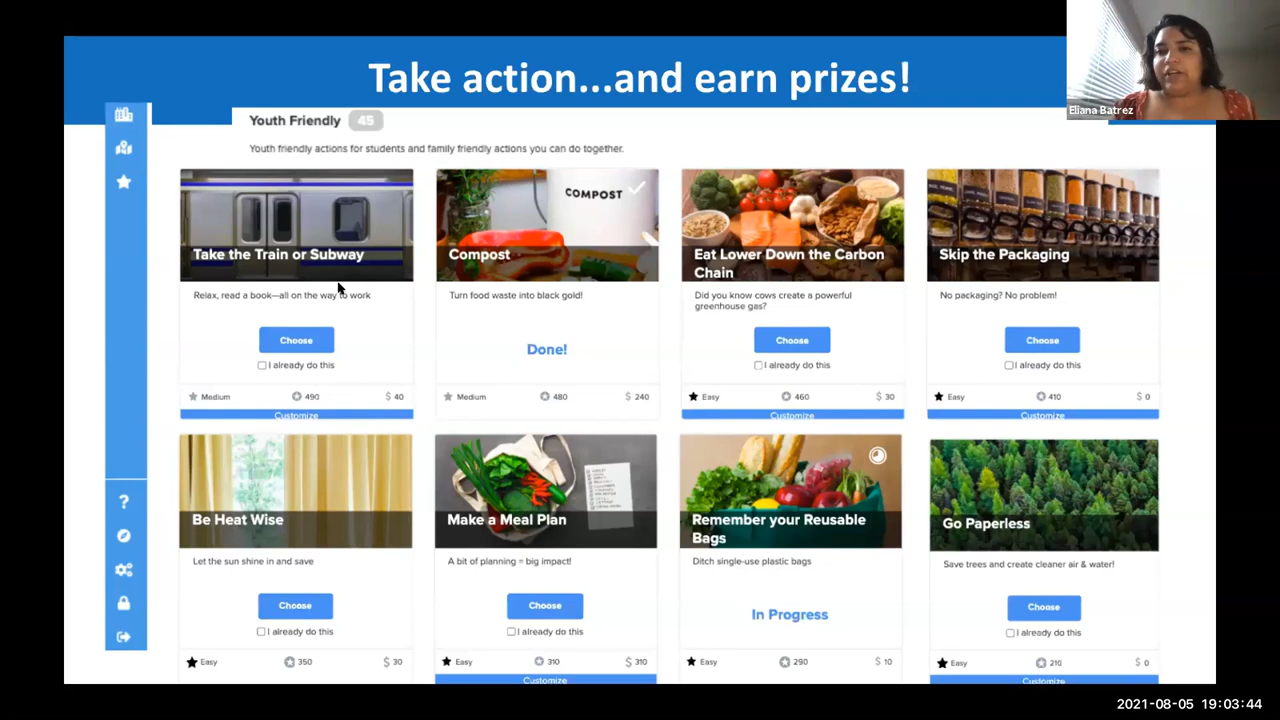 Take action...and earn prizes!
Eliana Batrez
Youth Friendly 45
Youth friendly actions for students and family friendly actions you can do together.
COMPOST
Take the Train or Subway
Compost
Eat Lower Down the Carbon
Chain
Skip the Packaging
Relax, read a book—all on the way to work
Turn food waste into black gold!
Did you know cows create a powerful
greenhouse gas?
No packaging? No problem!
Choose
Done!
Choose
Choose
I already do this
I already do this
I already do this
Medium 490 $ 40
Medium 480 $ 240
Easy 460 $ 30
Easy 410 $ 0
Customize
Customize
Customize
Be Heat Wise
Make a Meal Plan
Remember your Reusable
Bags
Go Paperless
Let the sun shine in and save
A bit of planning = big impact!
Ditch single-use plastic bags
Save trees and create cleaner air & water!
Choose
Choose
In Progress
Choose
I already do this
I already do this
I already do this
Easy 350 $ 30
Easy 310 $ 310
Easy 290 $ 10
Easy 210 $ 0
Customize
Customize
?
2021-08-05 19:03:44